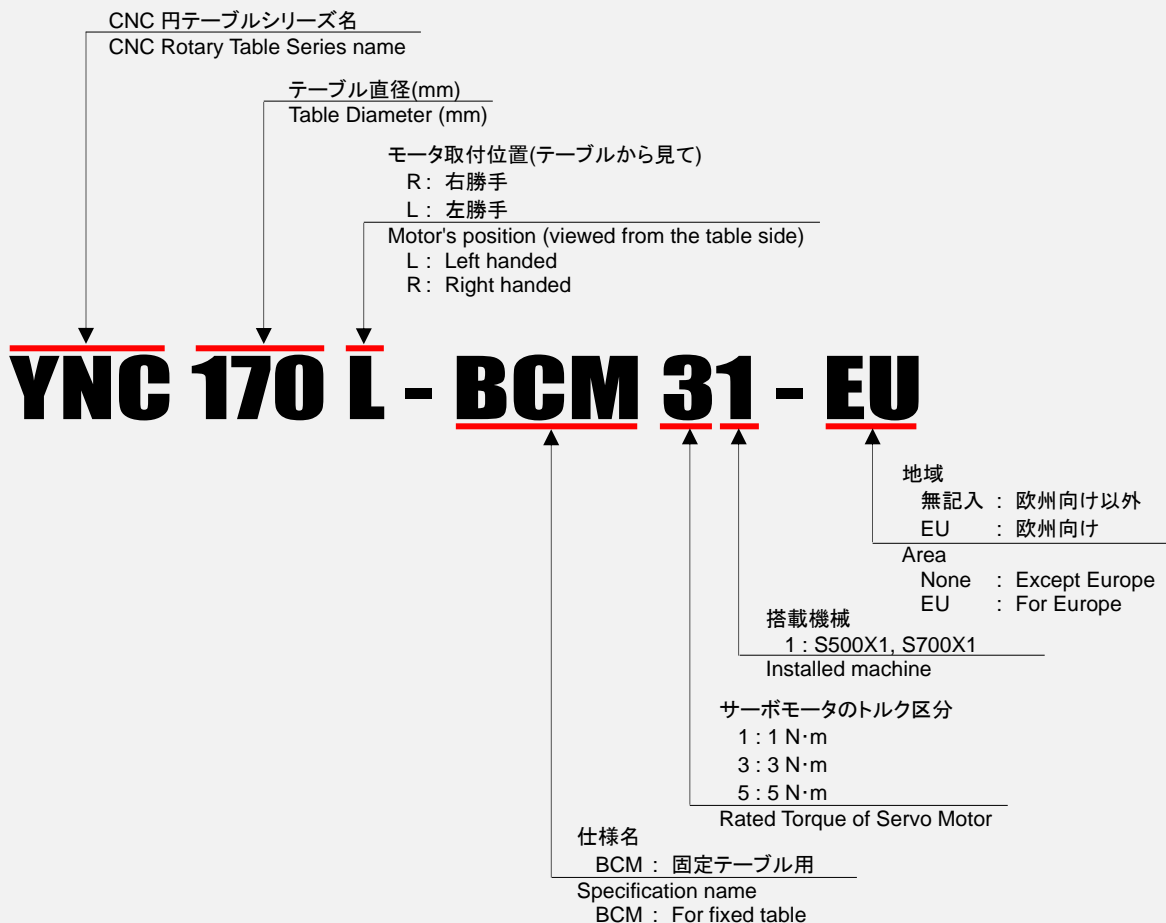 CNC 円テーブルシリーズ名
CNC Rotary Table Series name
テーブル直径(mm)
Table Diameter (mm)
モータ取付位置(テーブルから見て)
R : 右勝手
L : 左勝手
Motor's position (viewed from the table side)
L : Left handed
R : Right handed
YNC 170 L - BCM 31 - EU
地域
無記入 : 欧州向け以外
EU : 欧州向け
Area
None : Except Europe
EU : For Europe
搭載機械
1 : S500X1, S700X1
Installed machine
サーボモータのトルク区分
1 : 1 N・m
3 : 3 N・m
5 : 5 N・m
Rated Torque of Servo Motor
仕様名
BCM : 固定テーブル用
Specification name
BCM : For fixed table